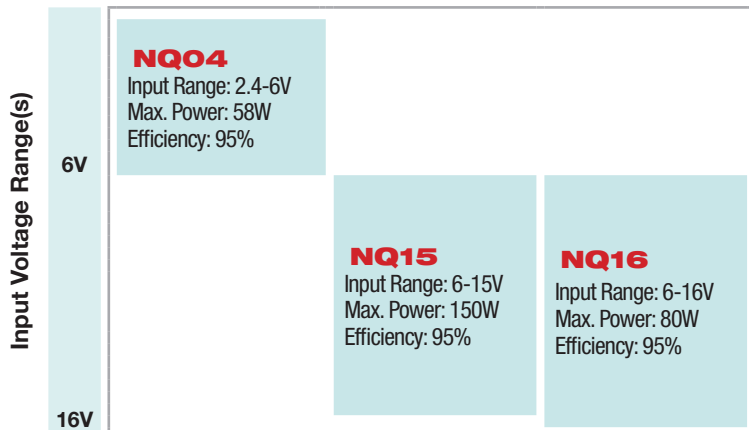 Input Voltage Range(s)
6V
16V
NQ04
Input Range: 2.4-6V
Max. Power: 58W
Efficiency: 95%
NQ15
Input Range: 6-15V
Max. Power: 150W
Efficiency: 95%
NQ16
Input Range: 6-16V
Max. Power: 80W
Efficiency: 95%